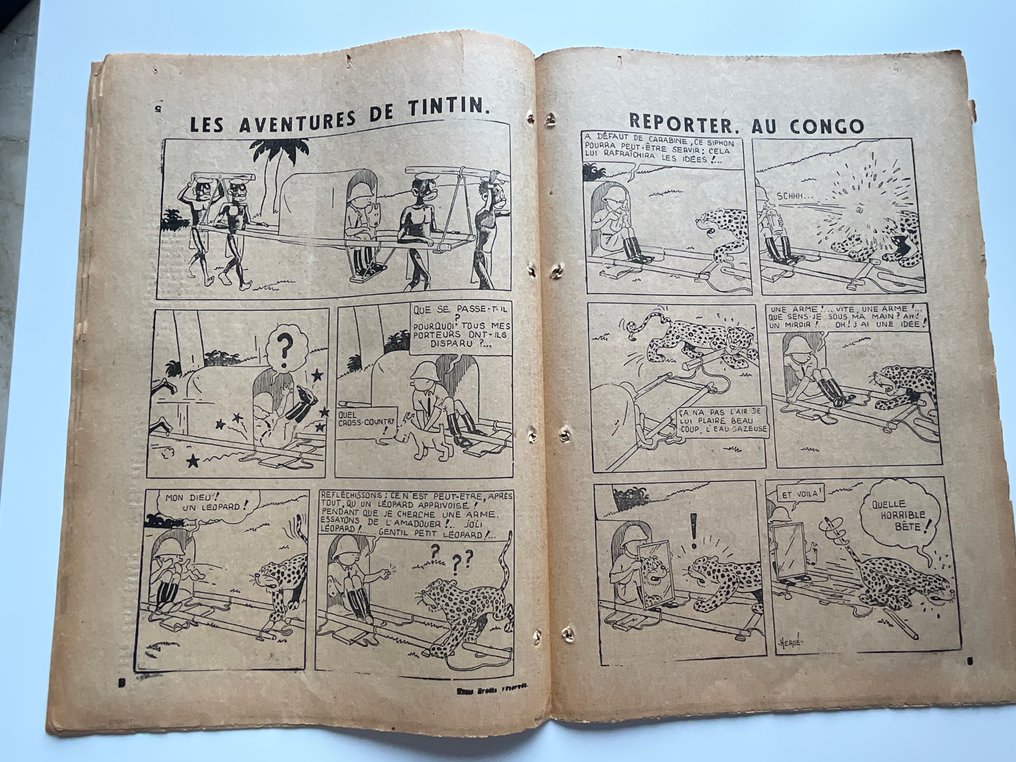 5
LES AVENTURES DE TINTIN.
QUE SE PASSE-T-IL
?
POURQUOI TOUS MES
PORTEURS ONT-ILS
DISPARU ?...
?
QUEL
CROSS-COUNTRY
!
MON DIEU!
UN LÉOPARD!
RÉFLÉCHISSONS: CE N'EST PEUT-ÊTRE, APRÈS
TOUT, QU'UN LÉOPARD APPRIVOISÉ!
PENDANT QUE JE CHERCHE UNE ARME.
ESSAYONS DE L'AMADOUER!.. JOLI
LÉOPARD!.... GENTIL PETIT LÉOPARD!...
? ??
REPORTER. AU CONGO
A DÉFAUT DE CARABINE, CE SIPHON
POURRA PEUT-ÊTRE SERVIR: CELA
LUI RAFRAÎCHIRA LES IDÉES!...
SCHHH...
ÇA N'A PAS L'AIR DE
LUI PLAIRE BEAU
COUP, L'EAU GAZEUSE
UNE ARME!... VITE, UNE ARME!..
QUE SENS-JE SOUS MA MAIN? AH!
UN MIROIR! OH! J'AI UNE IDÉE!
!
ET VOILÀ!
QUELLE
HORRIBLE
BÊTE!
-HERGÉ-